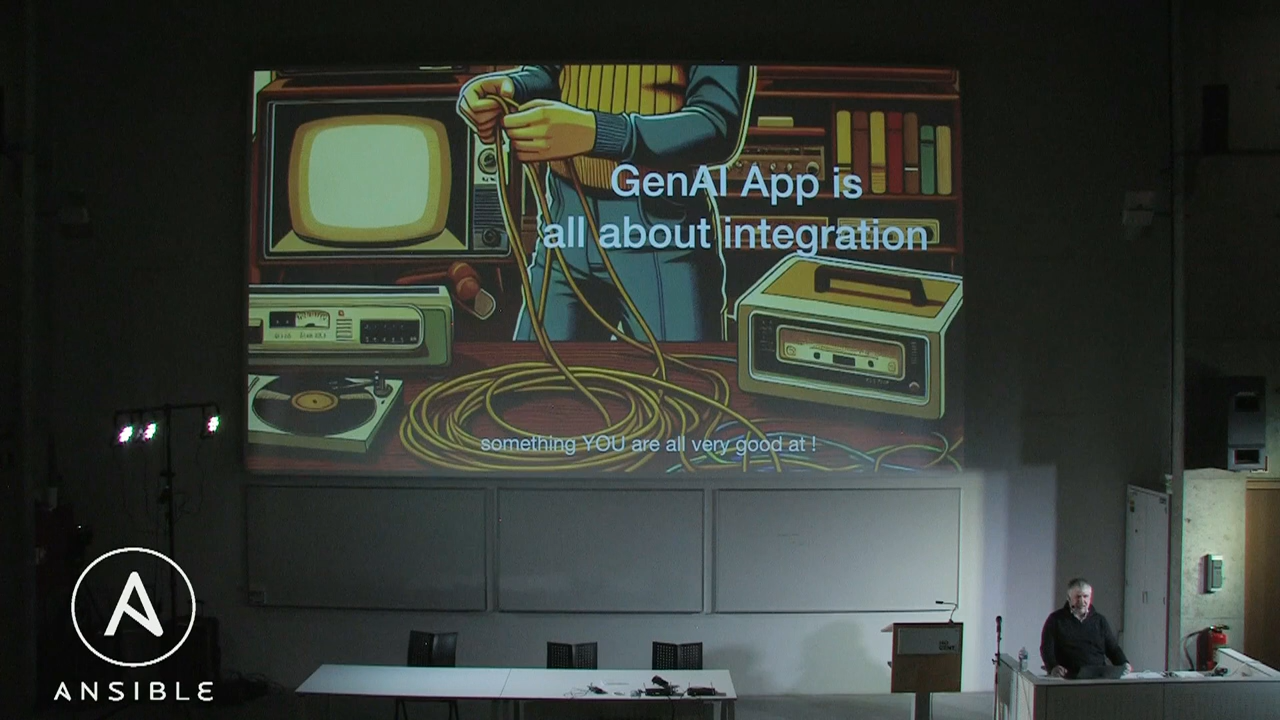 GenAI App is
all about integration
something YOU are all very good at !
ANSIBLE